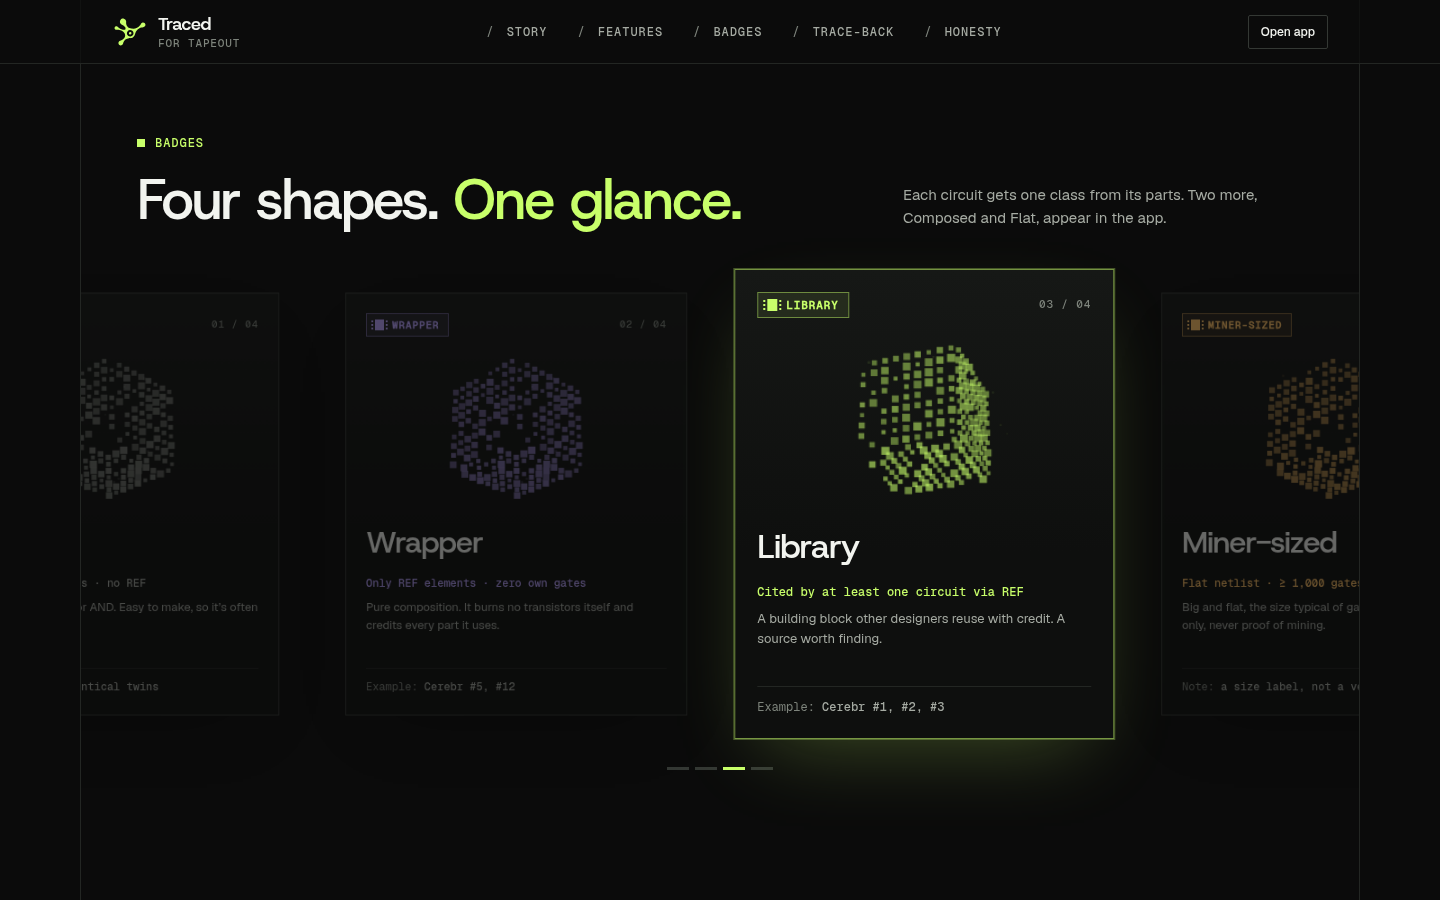 Traced
FOR TAPEOUT
/ STORY
/ FEATURES
/ BADGES
/ TRACE-BACK
/ HONESTY
Open app
BADGES
Four shapes. One glance.
Each circuit gets one class from its parts. Two more,
Composed and Flat, appear in the app.
01 / 04
s · no REF
r AND. Easy to make, so it's often
ntical twins
WRAPPER
02 / 04
Wrapper
Only REF elements · zero own gates
Pure composition. It burns no transistors itself and
credits every part it uses.
Example: Cerebr #5, #12
LIBRARY
03 / 04
Library
Cited by at least one circuit via REF
A building block other designers reuse with credit. A
source worth finding.
Example: Cerebr #1, #2, #3
MINER-SIZED
Miner-sized
Flat netlist · ≥ 1,000 gates
Big and flat, the size typical of ga
only, never proof of mining.
Note: a size label, not a ve